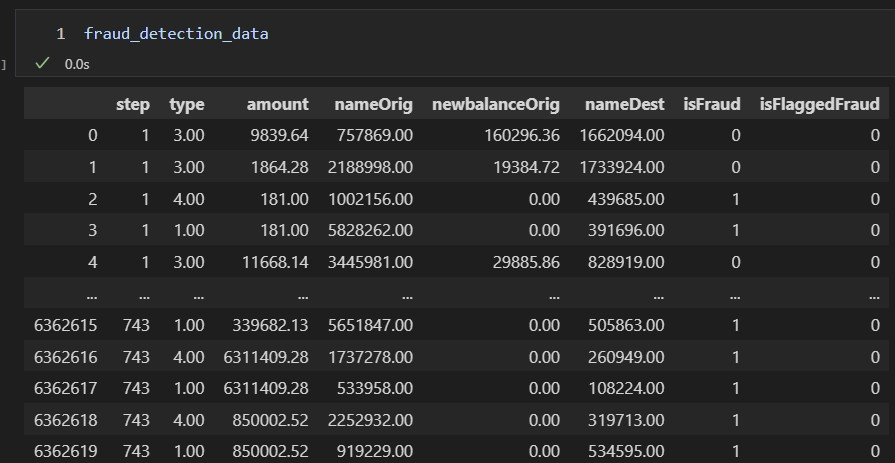 1 fraud_detection_data
] 0.0s
step type amount nameOrig newbalanceOrig nameDest isFraud isFlaggedFraud
0 1 3.00 9839.64 757869.00 160296.36 1662094.00 0 0
1 1 3.00 1864.28 2188998.00 19384.72 1733924.00 0 0
2 1 4.00 181.00 1002156.00 0.00 439685.00 1 0
3 1 1.00 181.00 5828262.00 0.00 391696.00 1 0
4 1 3.00 11668.14 3445981.00 29885.86 828919.00 0 0
... ... ... ... ... ... ... ... ...
6362615 743 1.00 339682.13 5651847.00 0.00 505863.00 1 0
6362616 743 4.00 6311409.28 1737278.00 0.00 260949.00 1 0
6362617 743 1.00 6311409.28 533958.00 0.00 108224.00 1 0
6362618 743 4.00 850002.52 2252932.00 0.00 319713.00 1 0
6362619 743 1.00 850002.52 919229.00 0.00 534595.00 1 0